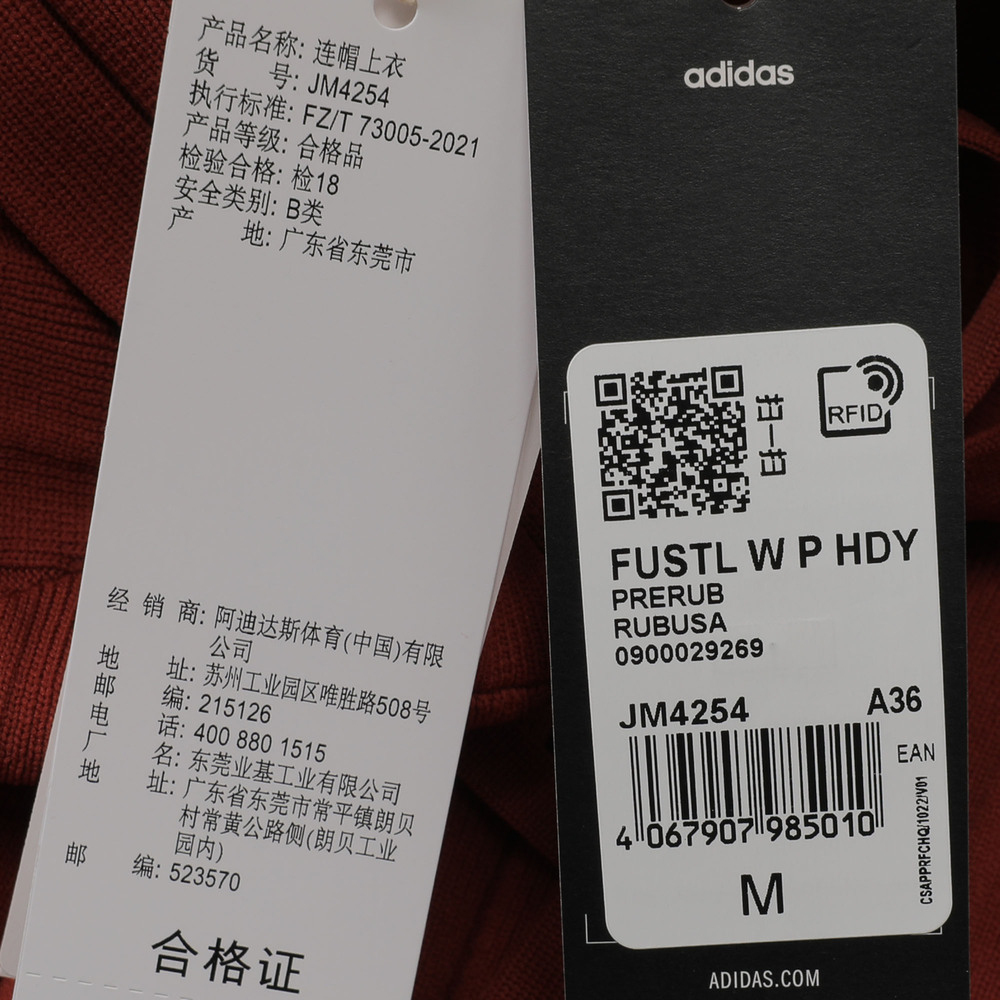 产品名称: 连帽上衣
货 号: JM4254
执行标准: FZ/T 73005-2021
产品等级: 合格品
检验合格: 检18
安全类别: B类
产 地: 广东省东莞市
经 销 商: 阿迪达斯体育(中国)有限
公司
地 址: 苏州工业园区唯胜路508号
邮 编: 215126
电 话: 400 880 1515
厂 名: 东莞业基工业有限公司
地 址: 广东省东莞市常平镇朗贝
村常黄公路侧(朗贝工业
园内)
邮 编: 523570
合格证
adidas
扫一扫
RFID
FUSTL W P HDY
PRERUB
RUBUSA
0900029269
JM4254 A36
EAN
4 067907 985010
CSAPPRFCHQ/1022/V01
M
ADIDAS.COM